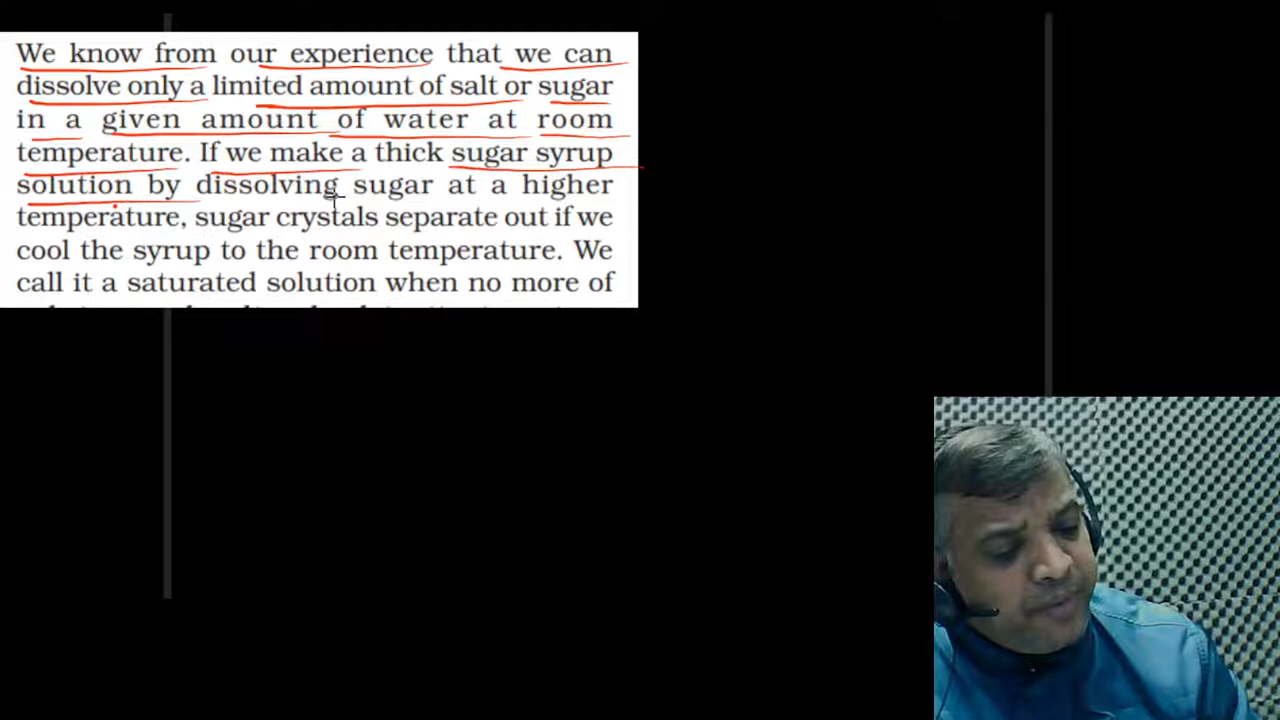 We know from our experience that we can
dissolve only a limited amount of salt or sugar
in a given amount of water at room
temperature. If we make a thick sugar syrup
solution by dissolving sugar at a higher
temperature, sugar crystals separate out if we
cool the syrup to the room temperature. We
call it a saturated solution when no more of